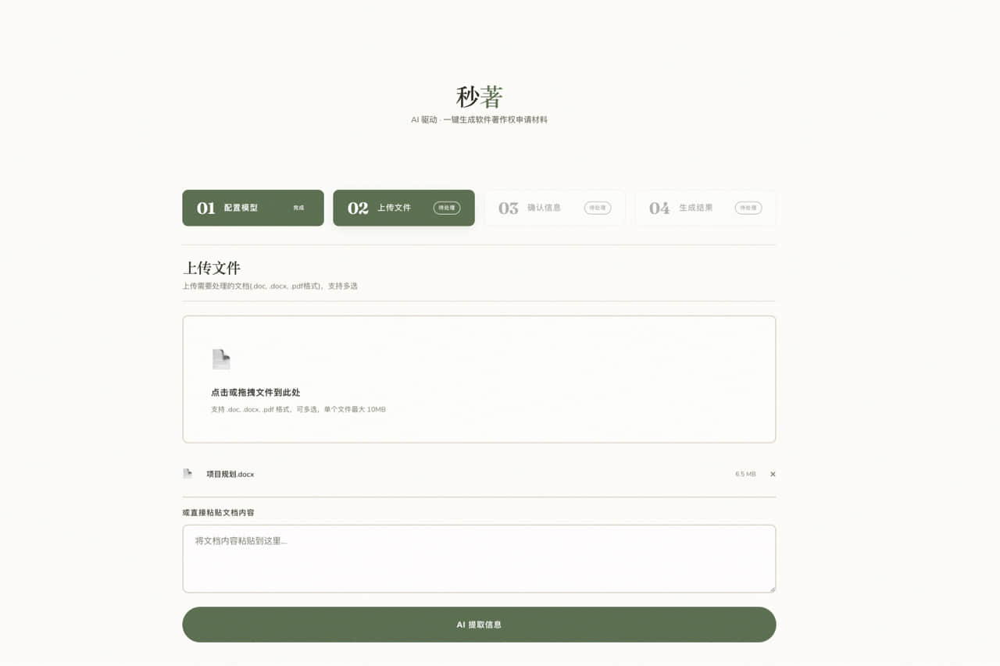 秒著
AI 驱动 · 一键生成软件著作权申请材料
01 配置模型 完成
02 上传文件 待处理
03 确认信息 待处理
04 生成结果 待处理
上传文件
上传需要处理的文档(.doc, .docx, .pdf格式)，支持多选
点击或拖拽文件到此处
支持 .doc, .docx, .pdf 格式，可多选，单个文件最大 10MB
项目规划.docx 6.5 MB ×
或直接粘贴文档内容
将文档内容粘贴到这里...
AI 提取信息